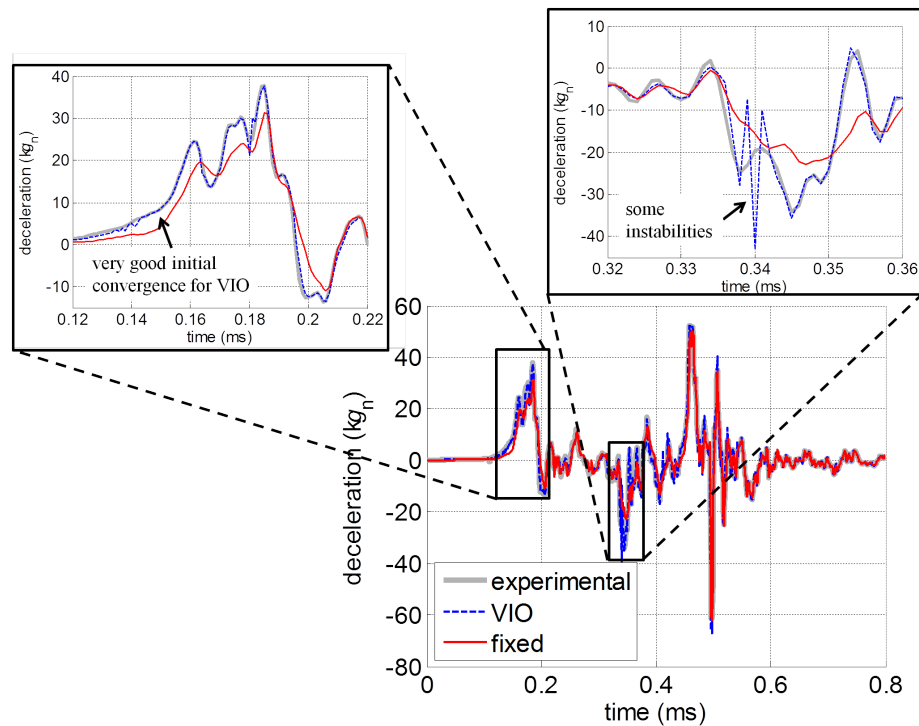 40
30
20
10
0
-10
deceleration (kgn)
very good initial
convergence for VIO
0.12 0.14 0.16 0.18 0.2 0.22
time (ms)
10
0
-10
-20
-30
-40
deceleration (kgn)
some
instabilities
0.32 0.33 0.34 0.35 0.36
time (ms)
60
40
20
0
-20
-40
-60
-80
deceleration (kgn)
experimental
VIO
fixed
0 0.2 0.4 0.6 0.8
time (ms)